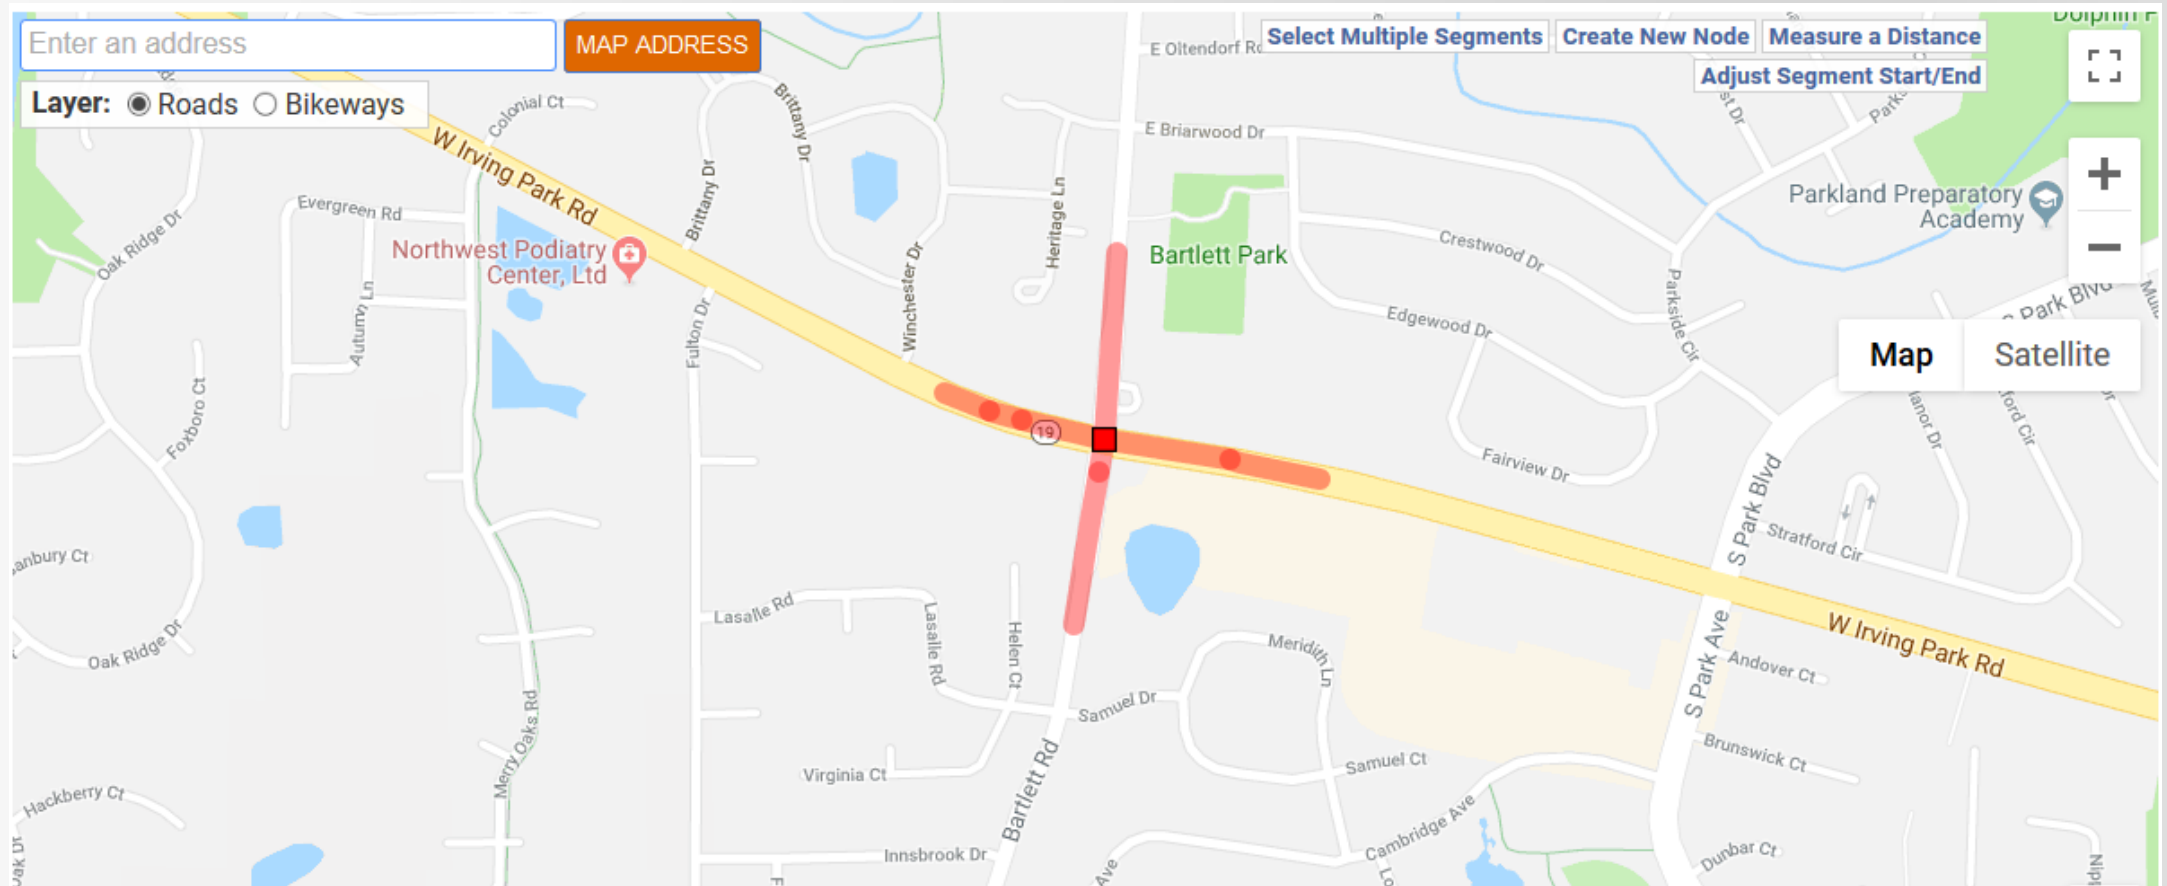 Enter an address
MAP ADDRESS
Layer: Roads Bikeways
Select Multiple Segments
Create New Node
Measure a Distance
Adjust Segment Start/End
E Oltendorf Rd
Colonial Ct
Brittany Dr
E Briarwood Dr
W Irving Park Rd
Brittany Dr
Heritage Ln
Evergreen Rd
Oak Ridge Dr
Northwest Podiatry
Center, Ltd
Bartlett Park
Crestwood Dr
Parkland Preparatory
Academy
Winchester Dr
Autumn Ln
Fulton Dr
Edgewood Dr
Parkside Cir
S Park Blvd
Map
Satellite
Foxboro Ct
19
Fairview Dr
S Park Blvd
Stratford Cir
Lasalle Rd
Lasalle Rd
Helen Ct
Meridith Ln
W Irving Park Rd
Oak Ridge Dr
S Park Ave
Andover Ct
Samuel Dr
Merry Oaks Rd
Bartlett Rd
Virginia Ct
Samuel Ct
Brunswick Ct
Hackberry Ct
Cambridge Ave
Innsbrook Dr
Ave
Dunbar Ct